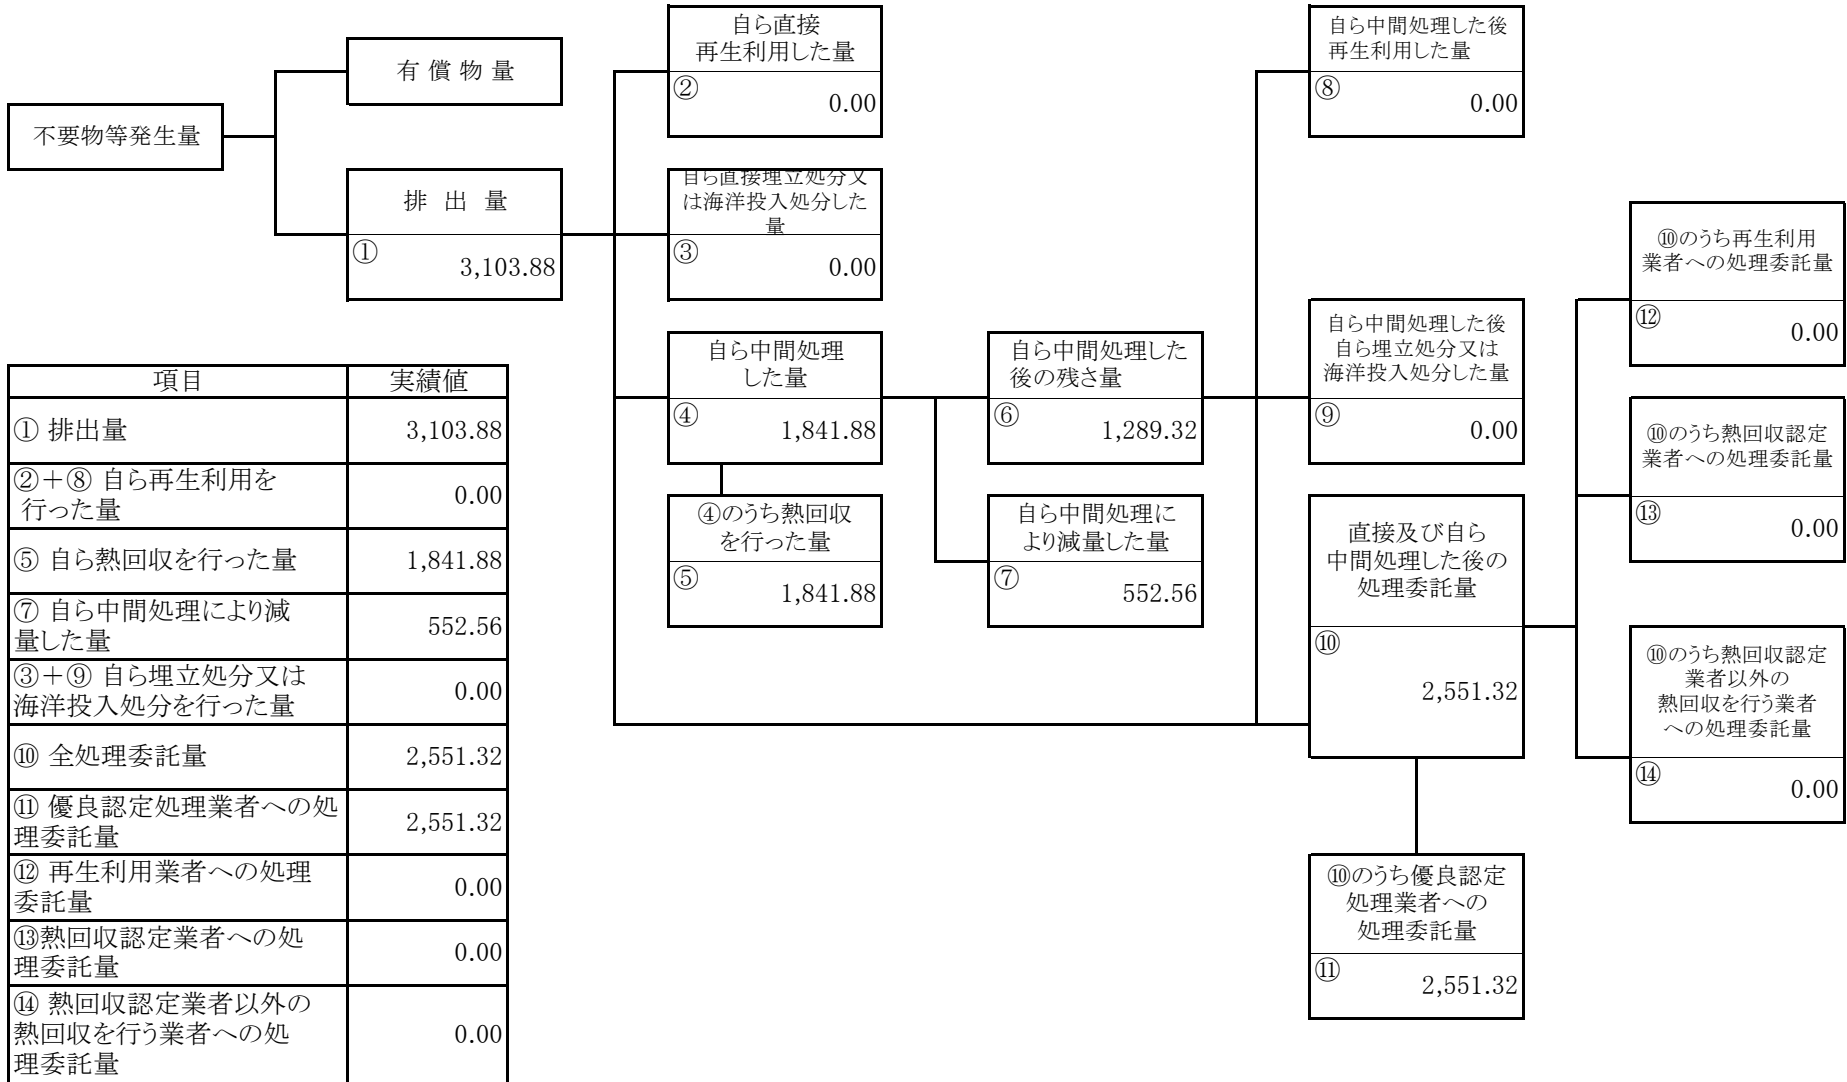 不要物等発生量
有 償 物 量
排 出 量
①
3,103.88
自ら直接
再生利用した量
②
0.00
自ら直接埋立処分又
は海洋投入処分した
量
③
0.00
自ら中間処理
した量
④
1,841.88
④のうち熱回収
を行った量
⑤
1,841.88
自ら中間処理した
後の残さ量
⑥
1,289.32
自ら中間処理に
より減量した量
⑦
552.56
自ら中間処理した後
再生利用した量
⑧
0.00
自ら中間処理した後
自ら埋立処分又は
海洋投入処分した量
⑨
0.00
直接及び自ら
中間処理した後の
処理委託量
⑩
2,551.32
⑩のうち優良認定
処理業者への
処理委託量
⑪
2,551.32
⑩のうち再生利用
業者への処理委託量
⑫
0.00
⑩のうち熱回収認定
業者への処理委託量
⑬
0.00
⑩のうち熱回収認定
業者以外の
熱回収を行う業者
への処理委託量
⑭
0.00
項目 実績値
① 排出量 3,103.88
②＋⑧ 自ら再生利用を
行った量 0.00
⑤ 自ら熱回収を行った量 1,841.88
⑦ 自ら中間処理により減
量した量 552.56
③＋⑨ 自ら埋立処分又は
海洋投入処分を行った量 0.00
⑩ 全処理委託量 2,551.32
⑪ 優良認定処理業者への処
理委託量 2,551.32
⑫ 再生利用業者への処理
委託量 0.00
⑬熱回収認定業者への処
理委託量 0.00
⑭ 熱回収認定業者以外の
熱回収を行う業者への処
理委託量 0.00